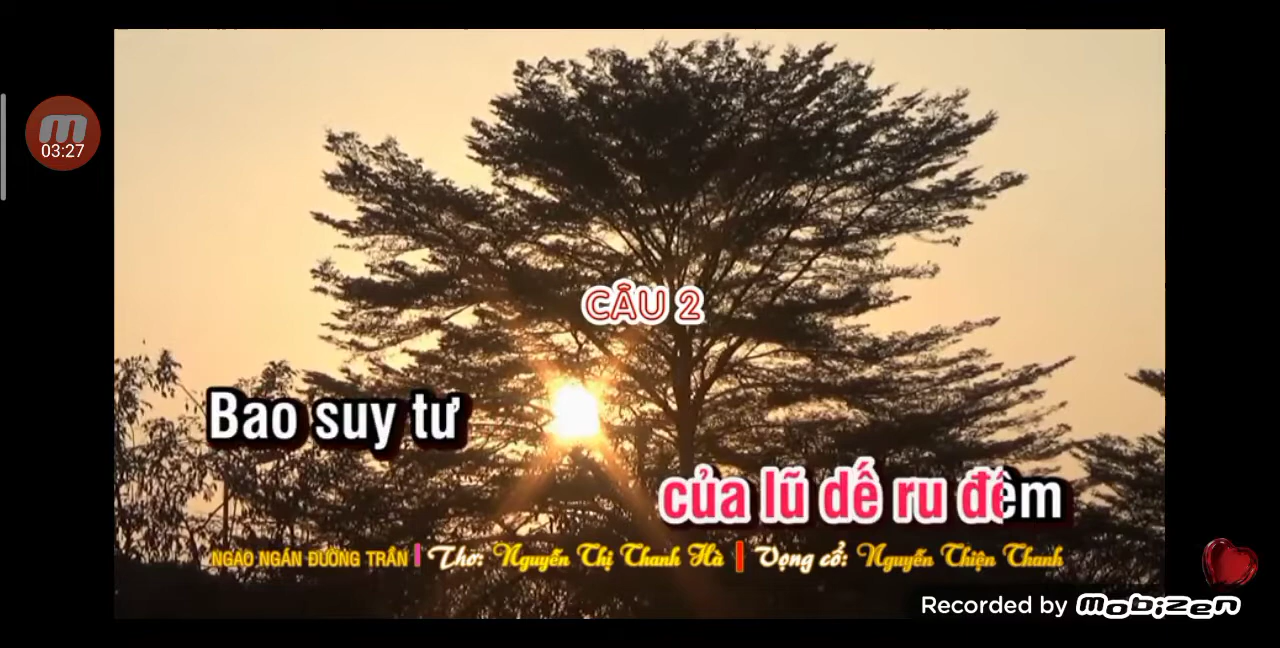 m
03:27
CÂU 2
Bao suy tư
của lũ dế ru đêm
NGAO NGÁN ĐƯỜNG TRẦN | Thơ: Nguyễn Thị Thanh Hà | Vọng cổ: Nguyễn Thiện Thanh
Recorded by mobizen